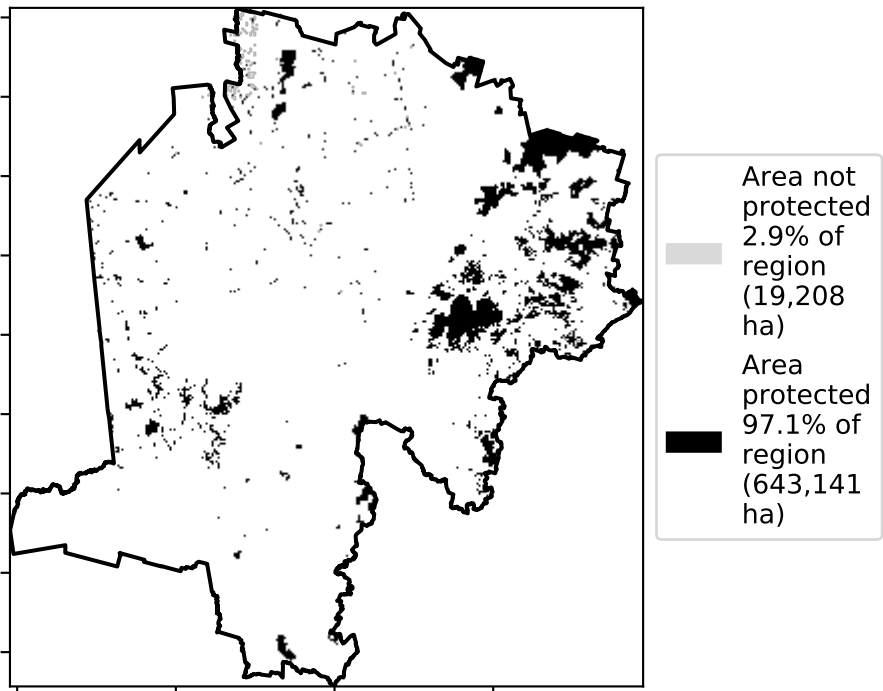 Area not
protected
2.9% of
region
(19,208
ha)
Area
protected
97.1% of
region
(643,141
ha)